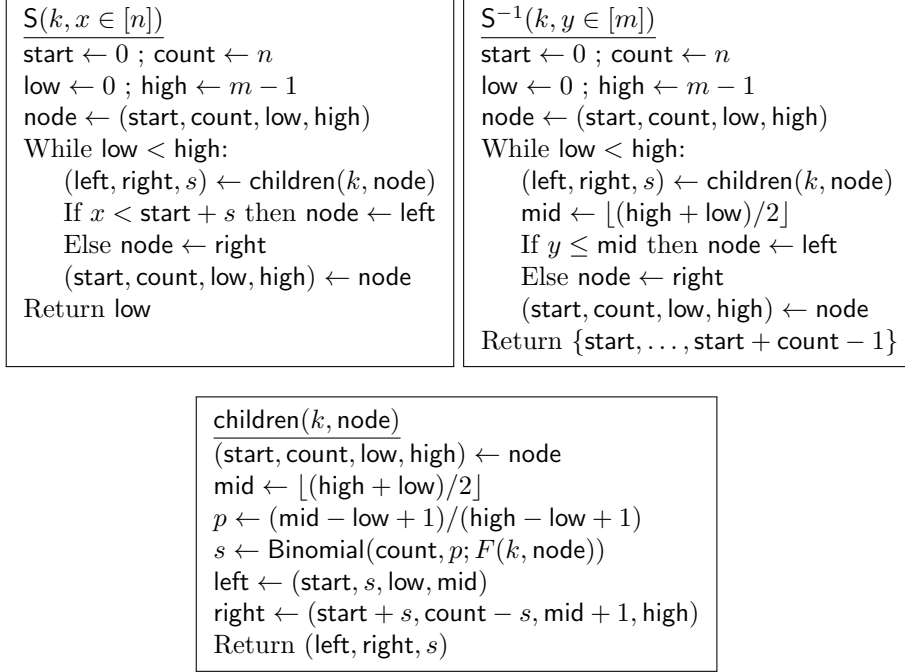 S(k, x ∈ [n])
start ← 0 ; count ← n
low ← 0 ; high ← m − 1
node ← (start, count, low, high)
While low < high:
(left, right, s) ← children(k, node)
If x < start + s then node ← left
Else node ← right
(start, count, low, high) ← node
Return low
S⁻¹(k, y ∈ [m])
start ← 0 ; count ← n
low ← 0 ; high ← m − 1
node ← (start, count, low, high)
While low < high:
(left, right, s) ← children(k, node)
mid ← ⌊(high + low)/2⌋
If y ≤ mid then node ← left
Else node ← right
(start, count, low, high) ← node
Return {start, . . . , start + count − 1}
children(k, node)
(start, count, low, high) ← node
mid ← ⌊(high + low)/2⌋
p ← (mid − low + 1)/(high − low + 1)
s ← Binomial(count, p; F(k, node))
left ← (start, s, low, mid)
right ← (start + s, count − s, mid + 1, high)
Return (left, right, s)